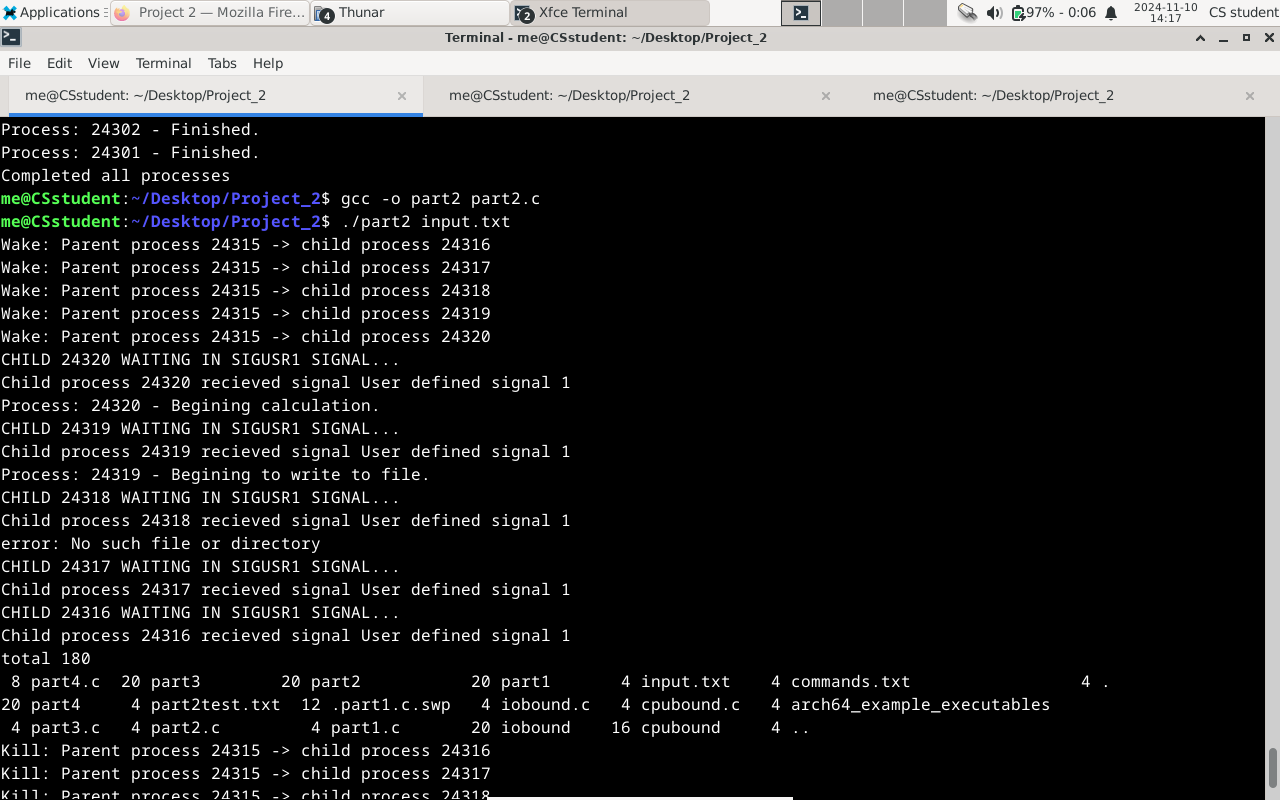 Applications
Project 2 — Mozilla Fire...
4 Thunar
2 Xfce Terminal
97% - 0:06
2024-11-10
14:17
CS student
Terminal - me@CSstudent: ~/Desktop/Project_2
File Edit View Terminal Tabs Help
me@CSstudent: ~/Desktop/Project_2
me@CSstudent: ~/Desktop/Project_2
me@CSstudent: ~/Desktop/Project_2
Process: 24302 - Finished.
Process: 24301 - Finished.
Completed all processes
me@CSstudent:~/Desktop/Project_2$ gcc -o part2 part2.c
me@CSstudent:~/Desktop/Project_2$ ./part2 input.txt
Wake: Parent process 24315 -> child process 24316
Wake: Parent process 24315 -> child process 24317
Wake: Parent process 24315 -> child process 24318
Wake: Parent process 24315 -> child process 24319
Wake: Parent process 24315 -> child process 24320
CHILD 24320 WAITING IN SIGUSR1 SIGNAL...
Child process 24320 recieved signal User defined signal 1
Process: 24320 - Begining calculation.
CHILD 24319 WAITING IN SIGUSR1 SIGNAL...
Child process 24319 recieved signal User defined signal 1
Process: 24319 - Begining to write to file.
CHILD 24318 WAITING IN SIGUSR1 SIGNAL...
Child process 24318 recieved signal User defined signal 1
error: No such file or directory
CHILD 24317 WAITING IN SIGUSR1 SIGNAL...
Child process 24317 recieved signal User defined signal 1
CHILD 24316 WAITING IN SIGUSR1 SIGNAL...
Child process 24316 recieved signal User defined signal 1
total 180
 8 part4.c  20 part3        20 part2           20 part1       4 input.txt    4 commands.txt                 4 .
20 part4     4 part2test.txt  12 .part1.c.swp   4 iobound.c   4 cpubound.c   4 arch64_example_executables
 4 part3.c   4 part2.c         4 part1.c       20 iobound    16 cpubound     4 ..
Kill: Parent process 24315 -> child process 24316
Kill: Parent process 24315 -> child process 24317
Kill: Parent process 24315 -> child process 24318